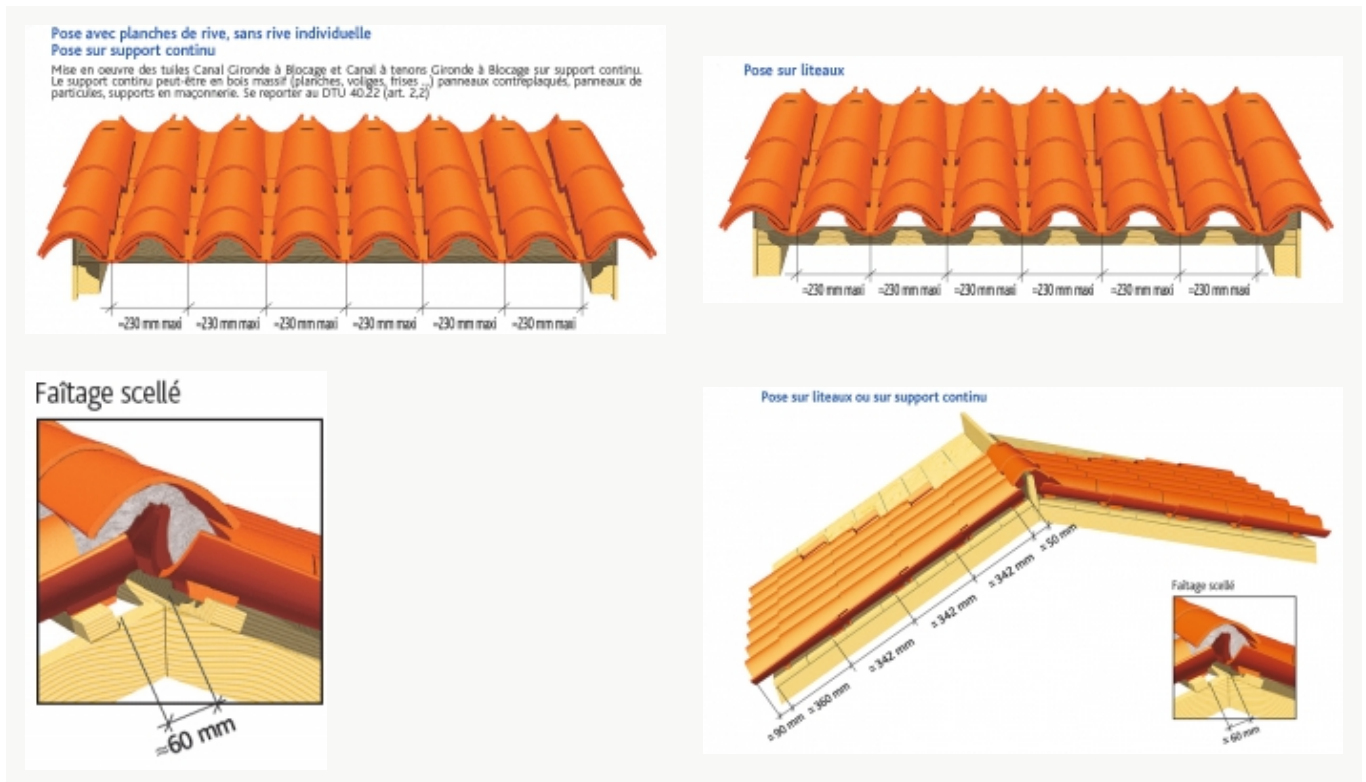 Pose avec planches de rive, sans rive individuelle
Pose sur support continu
Mise en oeuvre des tuiles Canal Gironde à Blocage et Canal à tenons Gironde à Blocage sur support continu.
Le support continu peut-être en bois massif (planches, voliges, frises ...) panneaux contreplaqués, panneaux de
particules, supports en maçonnerie. Se reporter au DTU 40.22 (art. 2,2)
≈230 mm maxi ≈230 mm maxi ≈230 mm maxi ≈230 mm maxi ≈230 mm maxi ≈230 mm maxi
Pose sur liteaux
≈230 mm maxi ≈230 mm maxi ≈230 mm maxi ≈230 mm maxi ≈230 mm maxi ≈230 mm maxi
Faîtage scellé
≈60 mm
Pose sur liteaux ou sur support continu
≈90 mm
≈360 mm
≈342 mm
≈342 mm
≈342 mm
≈50 mm
Faîtage scellé
≈60 mm